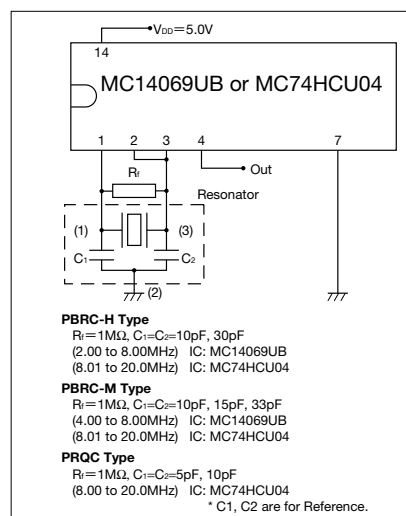 VDD=5.0V
14
MC14069UB or MC74HCU04
1 2 3 4 7
Rf
Out
Resonator
(1) (3)
C1 C2
(2)
PBRC-H Type
Rf=1MΩ, C1=C2=10pF, 30pF
(2.00 to 8.00MHz) IC: MC14069UB
(8.01 to 20.0MHz) IC: MC74HCU04
PBRC-M Type
Rf=1MΩ, C1=C2=10pF, 15pF, 33pF
(4.00 to 8.00MHz) IC: MC14069UB
(8.01 to 20.0MHz) IC: MC74HCU04
PRQC Type
Rf=1MΩ, C1=C2=5pF, 10pF
(8.00 to 20.0MHz) IC: MC74HCU04
* C1, C2 are for Reference.